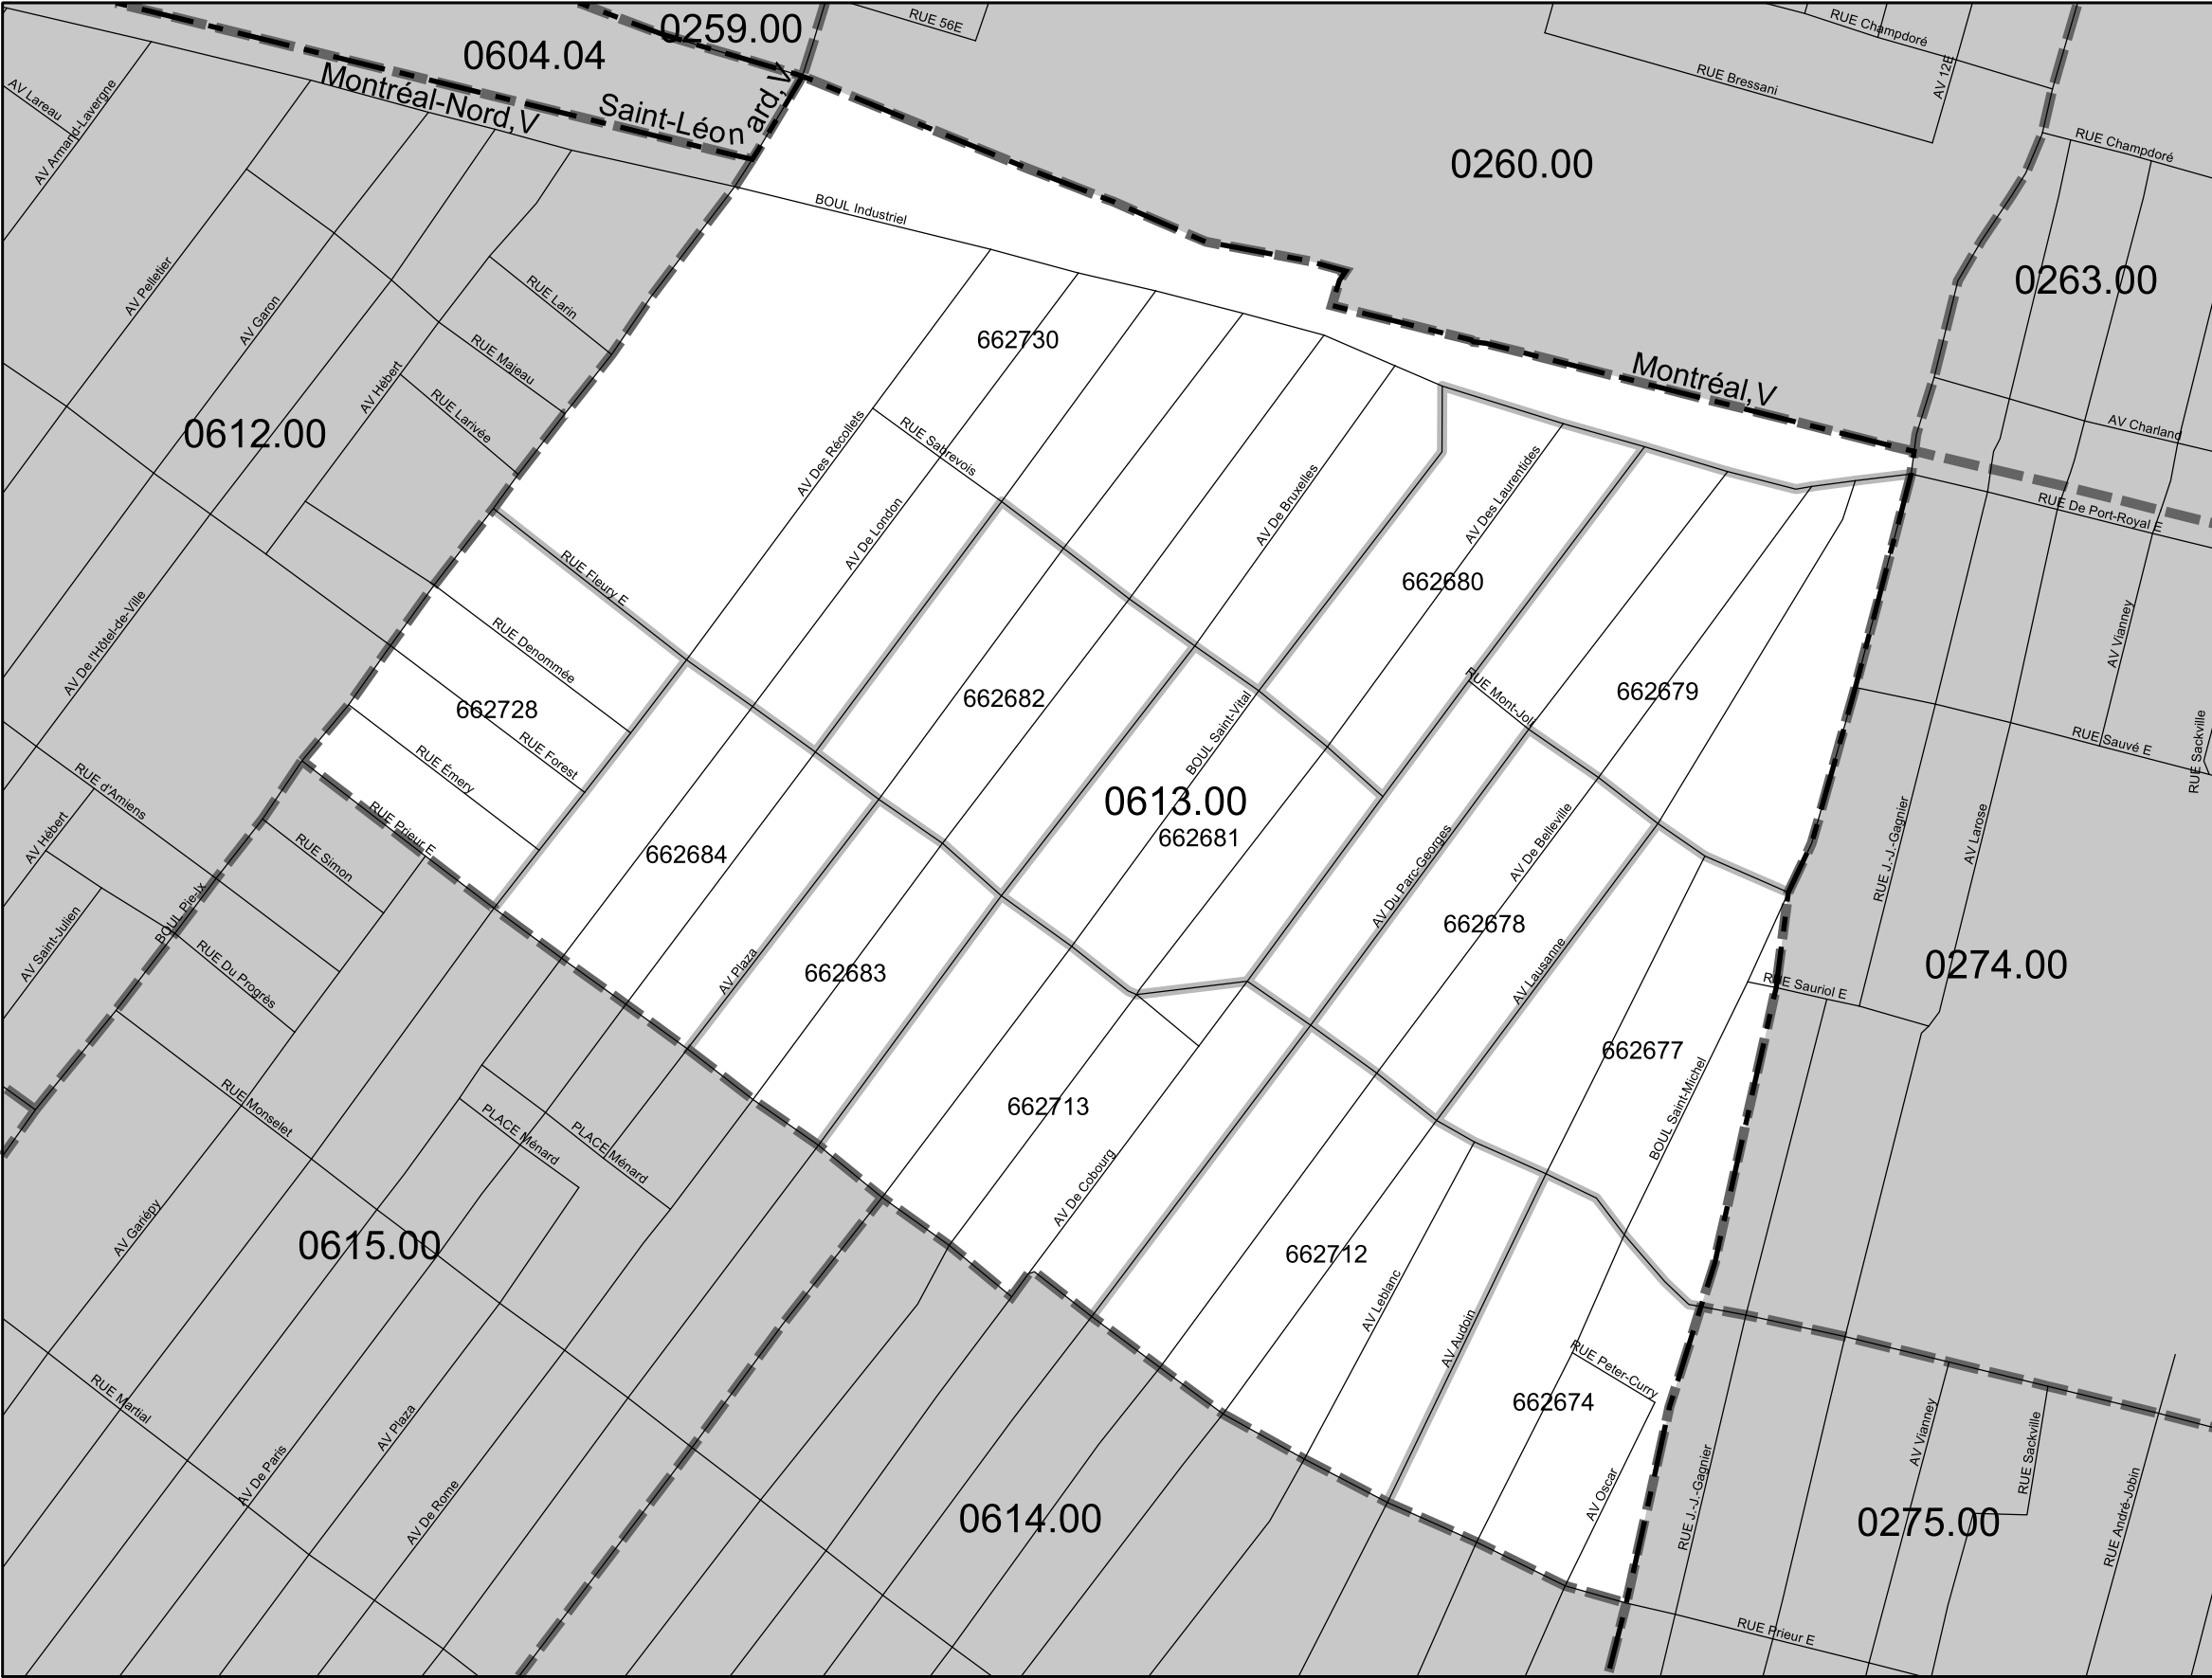 0259.00
RUE 56E
RUE Champdoré
0604.04
RUE Bressani
AV 12E
Montréal-Nord,V
Saint-Léonard,V
AV Lareau
AV Armand-Lavergne
RUE Champdoré
0260.00
BOUL Industriel
0263.00
AV Pelletier
AV Garon
RUE Larin
662730
RUE Majeau
AV Hébert
Montréal,V
RUE Larivée
0612.00
AV Des Récollets
RUE Sabrevois
AV Charland
AV De London
AV De Bruxelles
AV Des Laurentides
RUE De Port-Royal E
RUE Fleury E
662680
AV De l'Hôtel-de-Ville
RUE Denommée
AV Vianney
662728
662682
RUE Mont-Joli
662679
BOUL Saint-Vital
RUE Forest
RUE Émery
RUE Sauvé E
RUE Sackville
RUE d'Amiens
RUE Prieur E
0613.00
662681
AV Hébert
RUE Simon
662684
AV Du Parc-Georges
AV De Belleville
RUE J.-J.-Gagnier
AV Larose
BOUL Pie-Ix
AV Saint-Julien
RUE Du Progrès
AV Plaza
662683
662678
AV Lausanne
0274.00
RUE Sauriol E
662677
RUE Monselet
PLACE Ménard
PLACE Ménard
662713
BOUL Saint-Michel
AV De Cobourg
AV Gariépy
0615.00
662712
AV Leblanc
AV Audoin
RUE Peter-Curry
662674
RUE Martial
AV Plaza
AV De Paris
AV De Rome
0614.00
AV Oscar
RUE J.-J.-Gagnier
AV Vianney
RUE Sackville
0275.00
RUE André-Jobin
RUE Prieur E